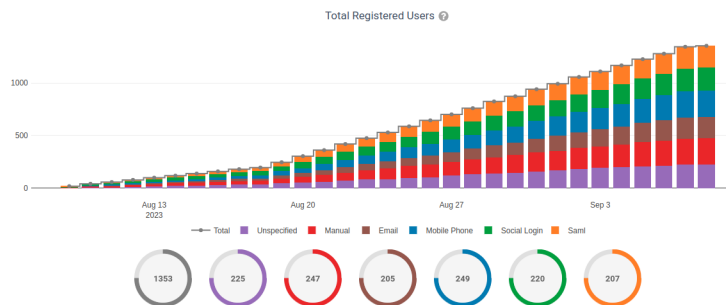 Total Registered Users ?
1000
500
0
Aug 13
2023
Aug 20
Aug 27
Sep 3
Total Unspecified Manual Email Mobile Phone Social Login Saml
1353 225 247 205 249 220 207